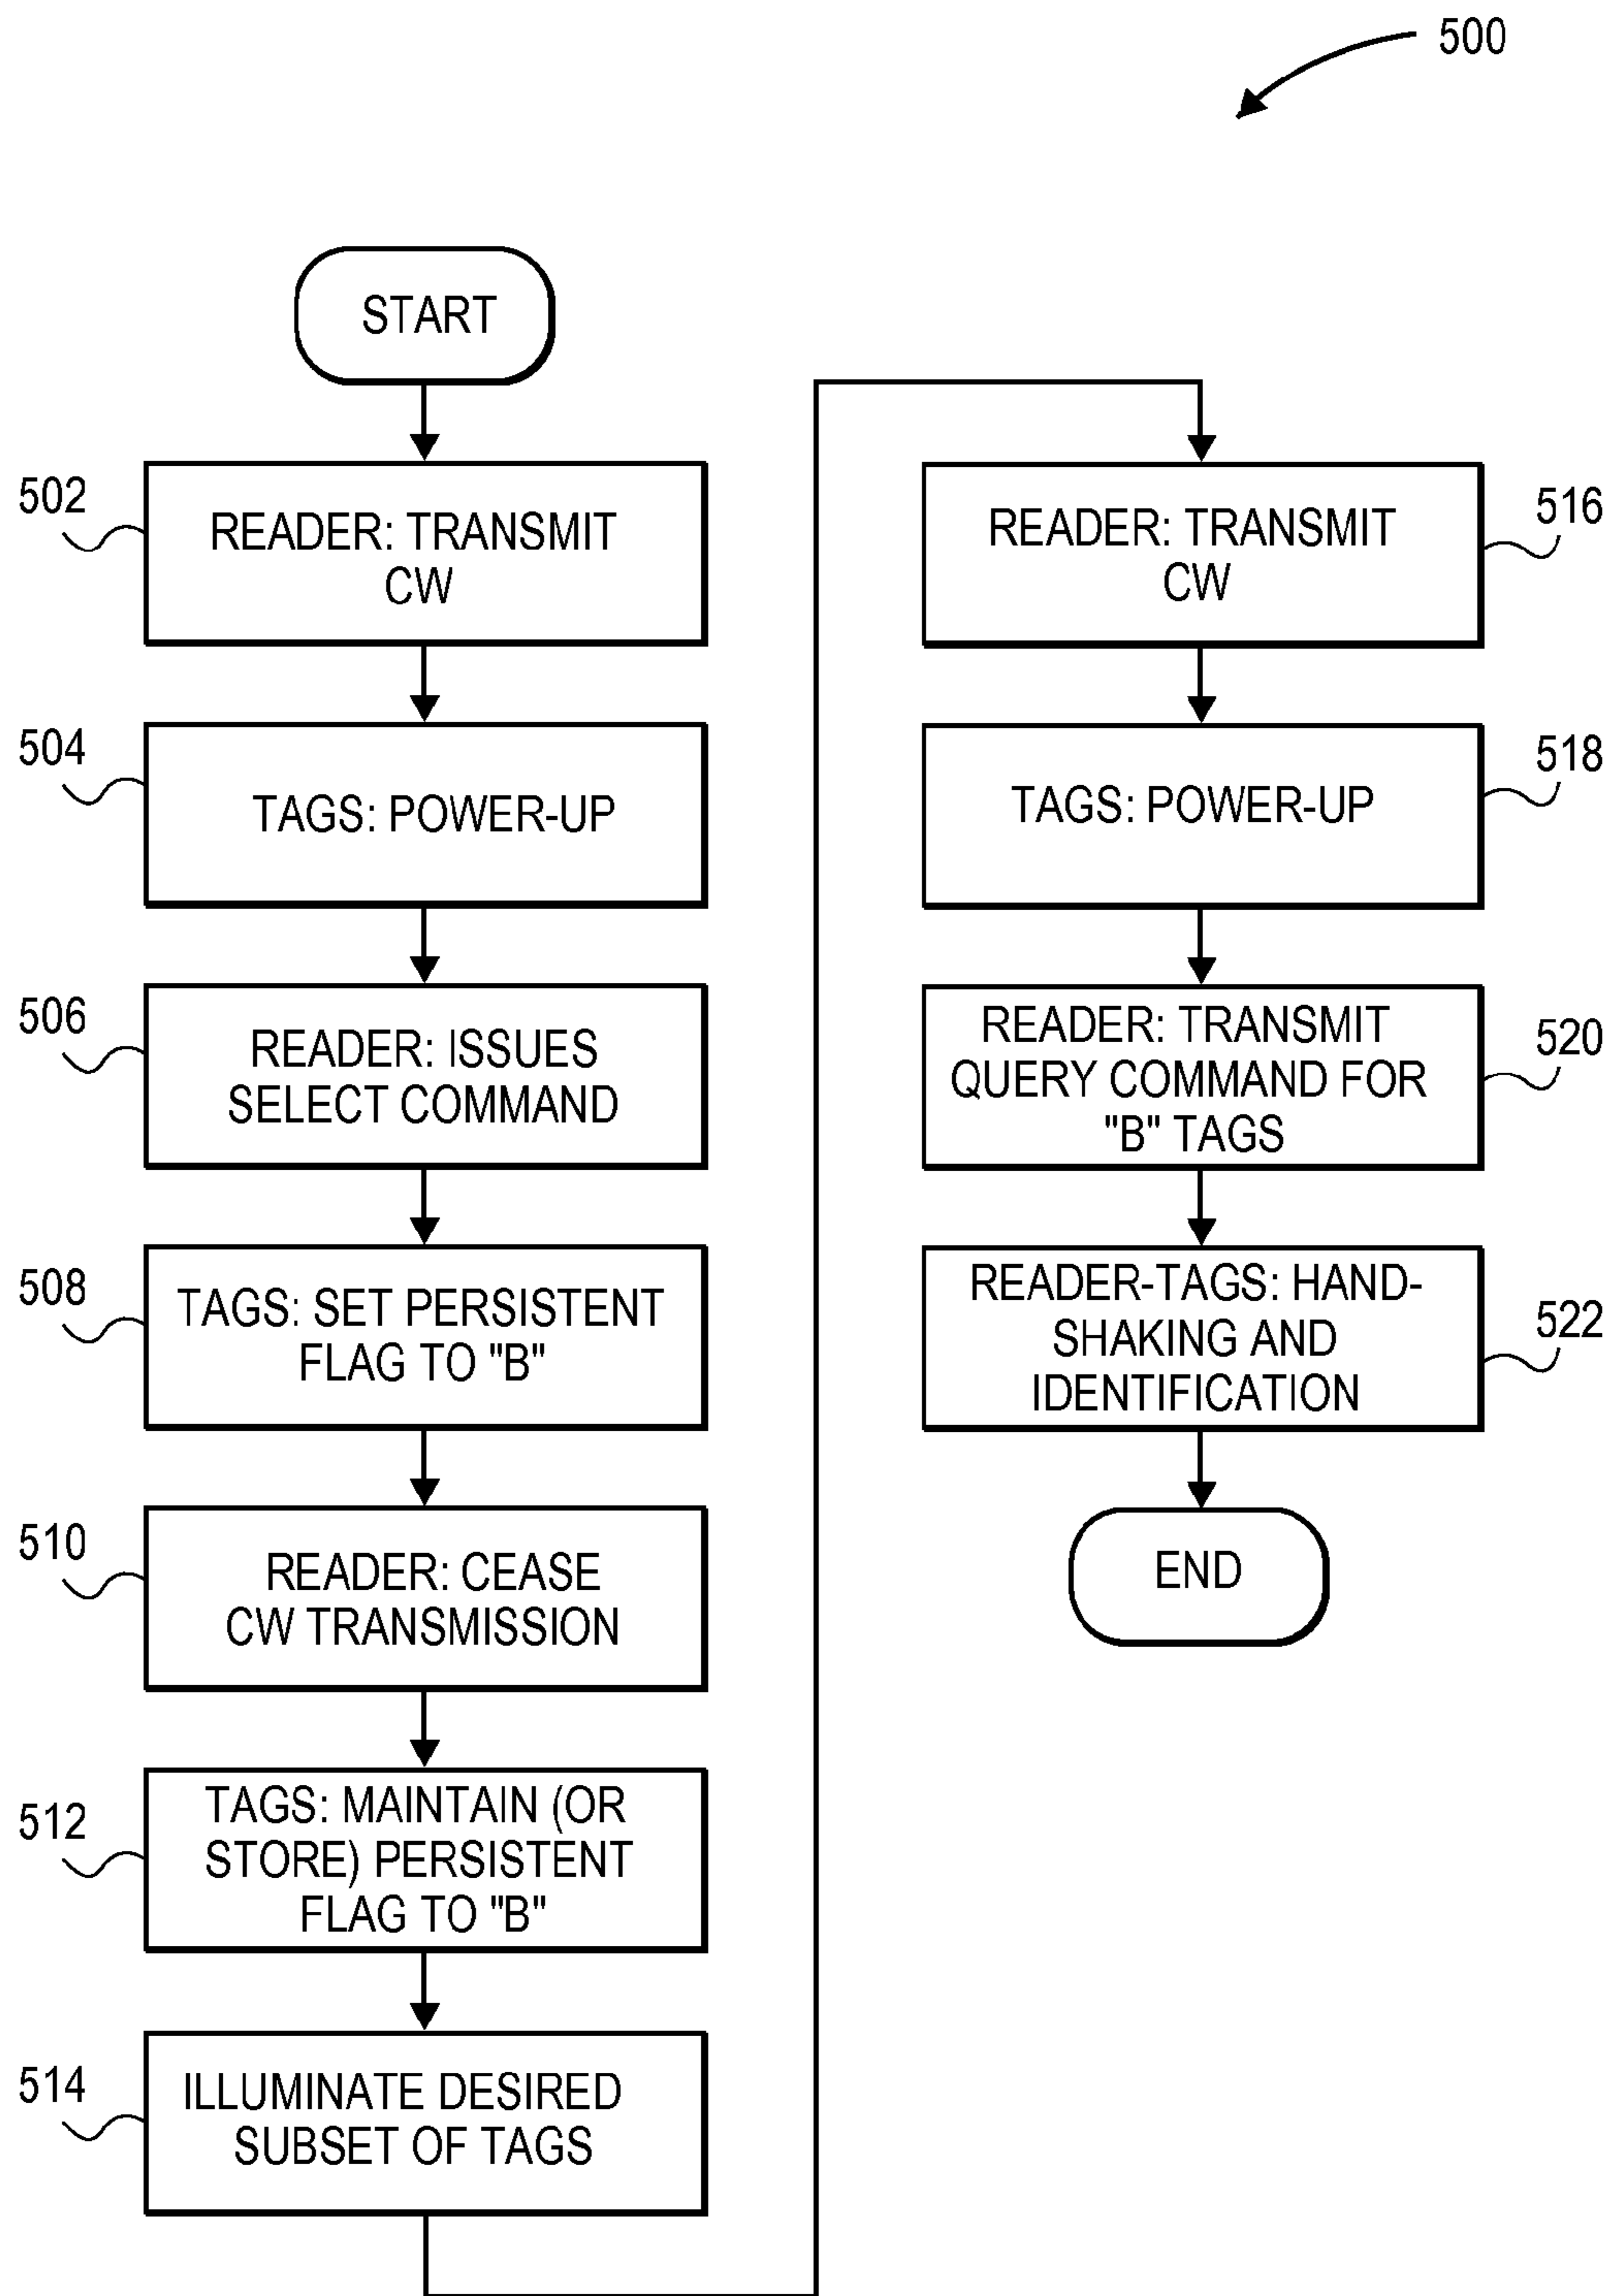 500
START
502
READER: TRANSMIT
CW
504
TAGS: POWER-UP
506
READER: ISSUES
SELECT COMMAND
508
TAGS: SET PERSISTENT
FLAG TO "B"
510
READER: CEASE
CW TRANSMISSION
512
TAGS: MAINTAIN (OR
STORE) PERSISTENT
FLAG TO "B"
514
ILLUMINATE DESIRED
SUBSET OF TAGS
READER: TRANSMIT
CW
516
TAGS: POWER-UP
518
READER: TRANSMIT
QUERY COMMAND FOR
"B" TAGS
520
READER-TAGS: HAND-
SHAKING AND
IDENTIFICATION
522
END